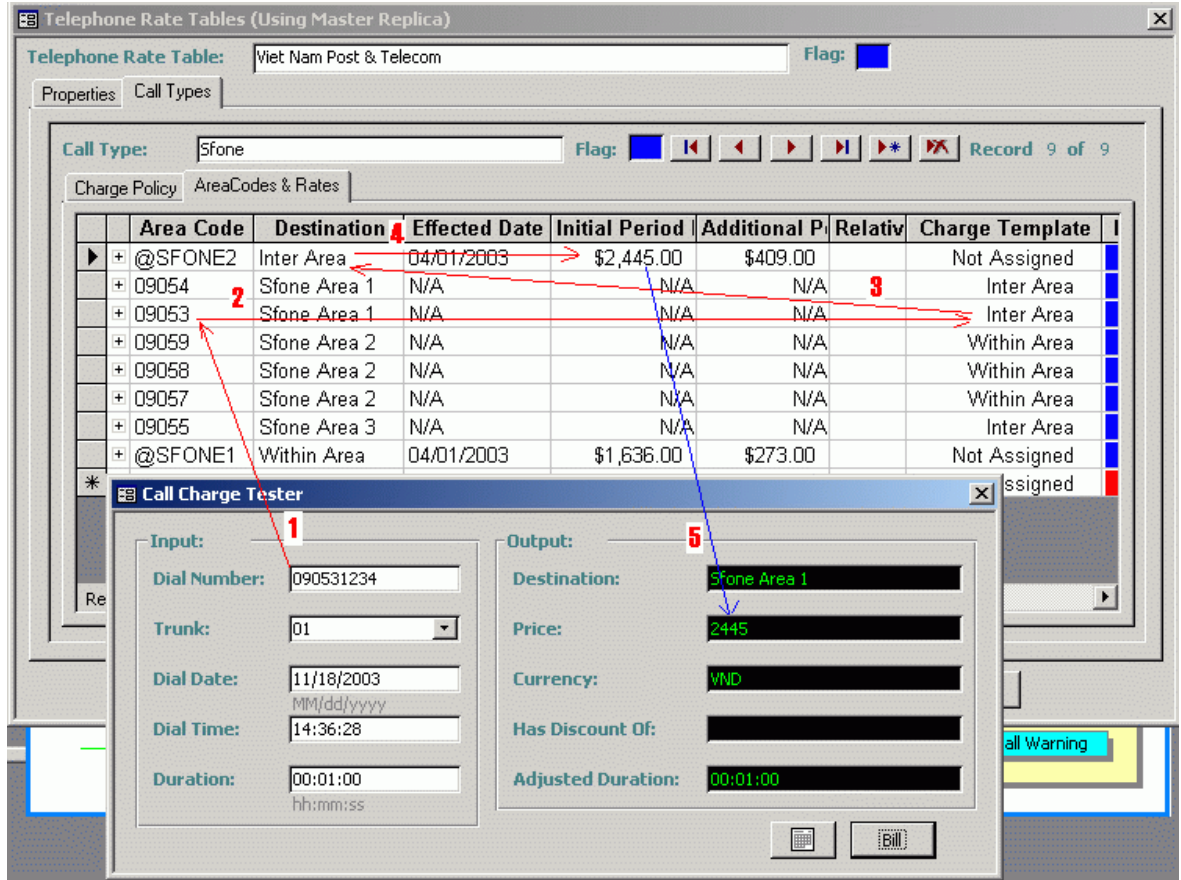 Telephone Rate Tables (Using Master Replica)
Telephone Rate Table: Viet Nam Post & Telecom Flag:
Properties Call Types
Call Type: Sfone Flag: Record 9 of 9
Charge Policy AreaCodes & Rates
Area Code Destination Effected Date Initial Period Additional P Relativ Charge Template
4
@SFONE2 Inter Area 04/01/2003 $2,445.00 $409.00 Not Assigned
09054 Sfone Area 1 N/A N/A N/A Inter Area
2 3
09053 Sfone Area 1 N/A N/A N/A Inter Area
09059 Sfone Area 2 N/A N/A N/A Within Area
09058 Sfone Area 2 N/A N/A N/A Within Area
09057 Sfone Area 2 N/A N/A N/A Within Area
09055 Sfone Area 3 N/A N/A N/A Inter Area
@SFONE1 Within Area 04/01/2003 $1,636.00 $273.00 Not Assigned
ssigned
Re
Call Charge Tester
1 5
Input: Output:
Dial Number: 090531234 Destination: Sfone Area 1
Trunk: 01 Price: 2445
Dial Date: 11/18/2003 Currency: VND
MM/dd/yyyy
Dial Time: 14:36:28 Has Discount Of:
Duration: 00:01:00 Adjusted Duration: 00:01:00
hh:mm:ss
Bill
all Warning